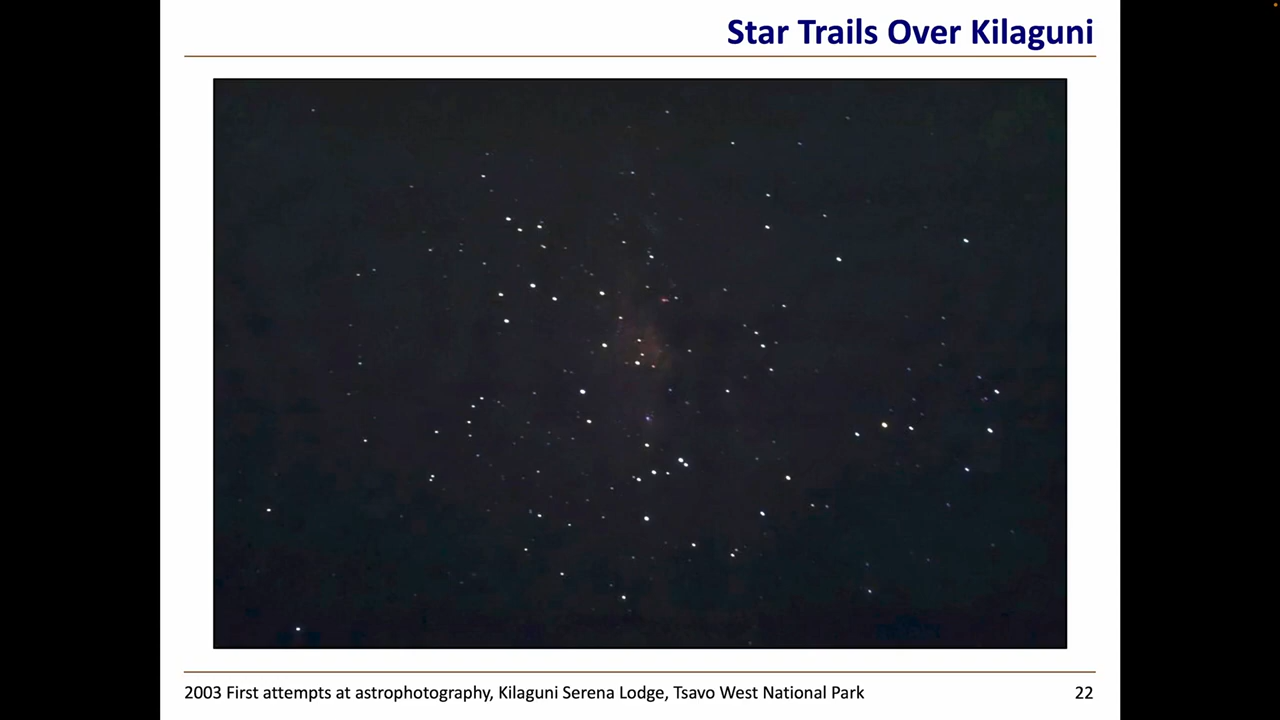 Star Trails Over Kilaguni
2003 First attempts at astrophotography, Kilaguni Serena Lodge, Tsavo West National Park 22